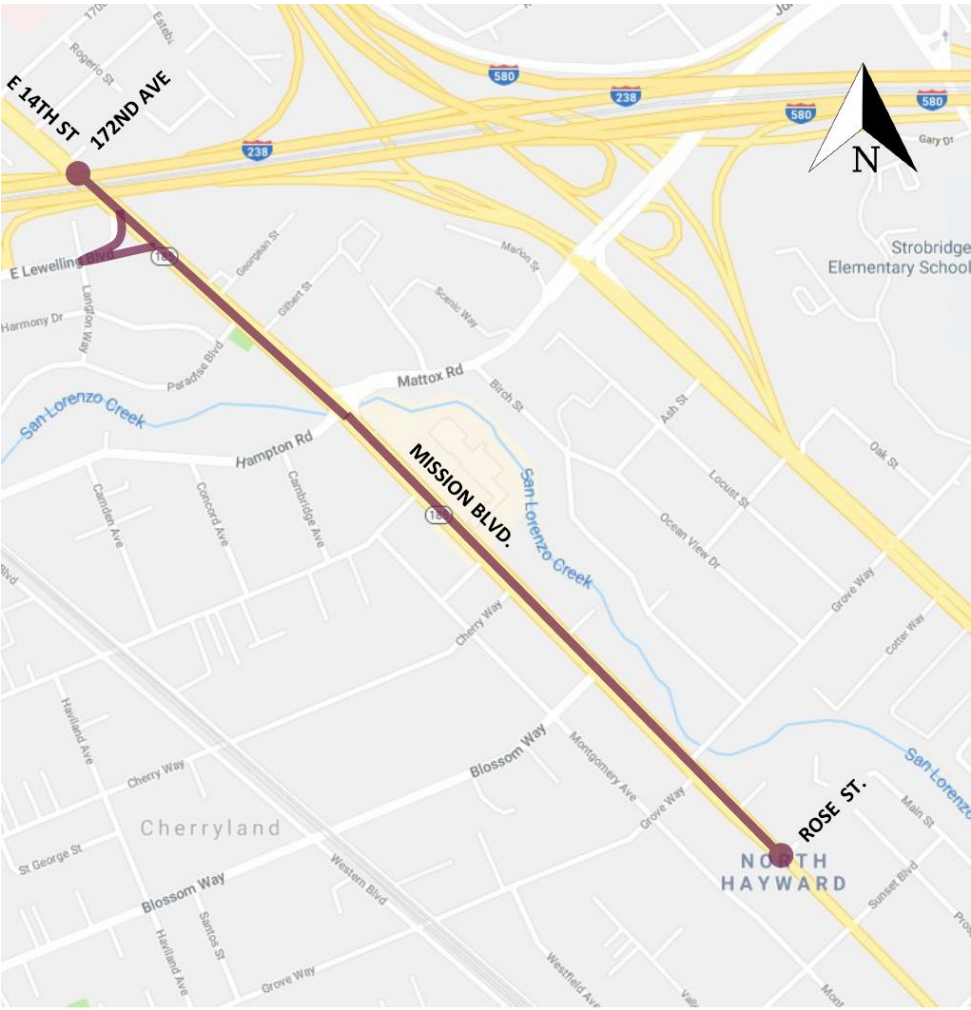 170
Esteb
Rogerio St
E 14TH ST
172ND AVE
580
238
580
580
238
N
Gary Dr
Strobridge
Elementary School
E Lewelling Blvd
185
Georgean St
Marion St
Gilbert St
Scenic Way
Harmony Dr
Langton Way
Paradise Blvd
Mattox Rd
Birch St
Ash St
San Lorenzo Creek
Hampton Rd
MISSION BLVD.
Oak St
Camden Ave
Concord Ave
Cambridge Ave
185
San Lorenzo Creek
Locust St
Ocean View Dr
Blvd
Cherry Way
Grove Way
Cotter Way
Haviland Ave
Blossom Way
Montgomery Ave
Cherry Way
Grove Way
San Lorenzo
Main St
ROSE ST.
Cherryland
St George St
Western Blvd
NORTH
HAYWARD
Sunset Blvd
Blossom Way
Santos St
Haviland Ave
Grove Way
Westfield Ave
Mont